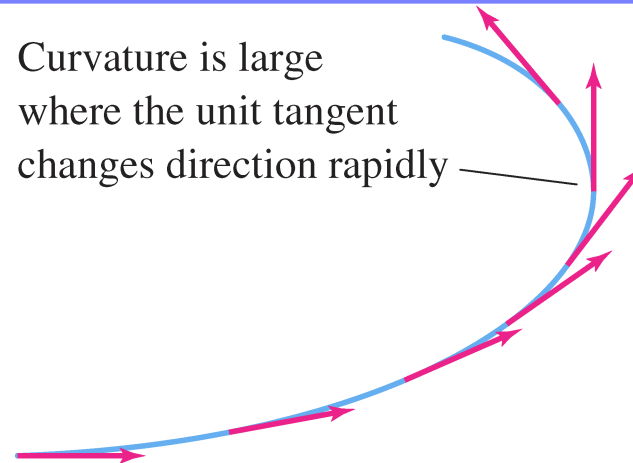 Curvature is large
where the unit tangent
changes direction rapidly